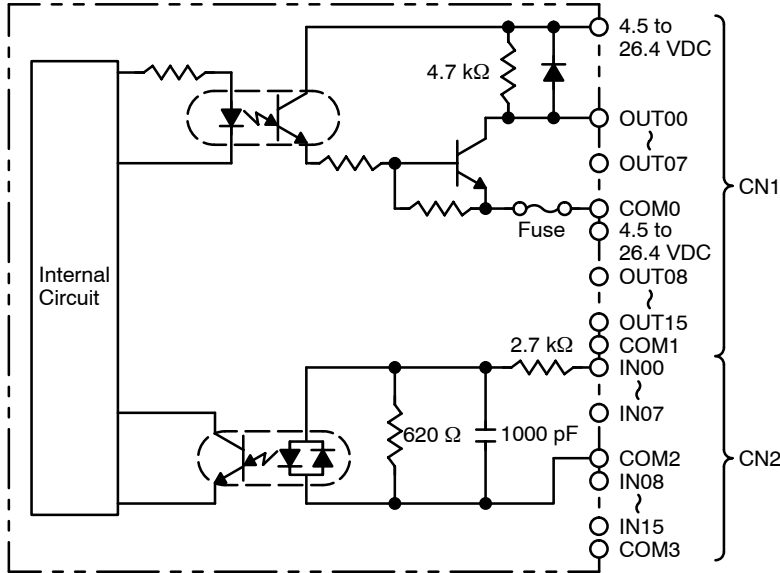 4.5 to
26.4 VDC
4.7 kΩ
OUT00
OUT07
CN1
COM0
Fuse
4.5 to
26.4 VDC
Internal
Circuit
OUT08
OUT15
2.7 kΩ
COM1
IN00
IN07
620 Ω
1000 pF
COM2
CN2
IN08
IN15
COM3